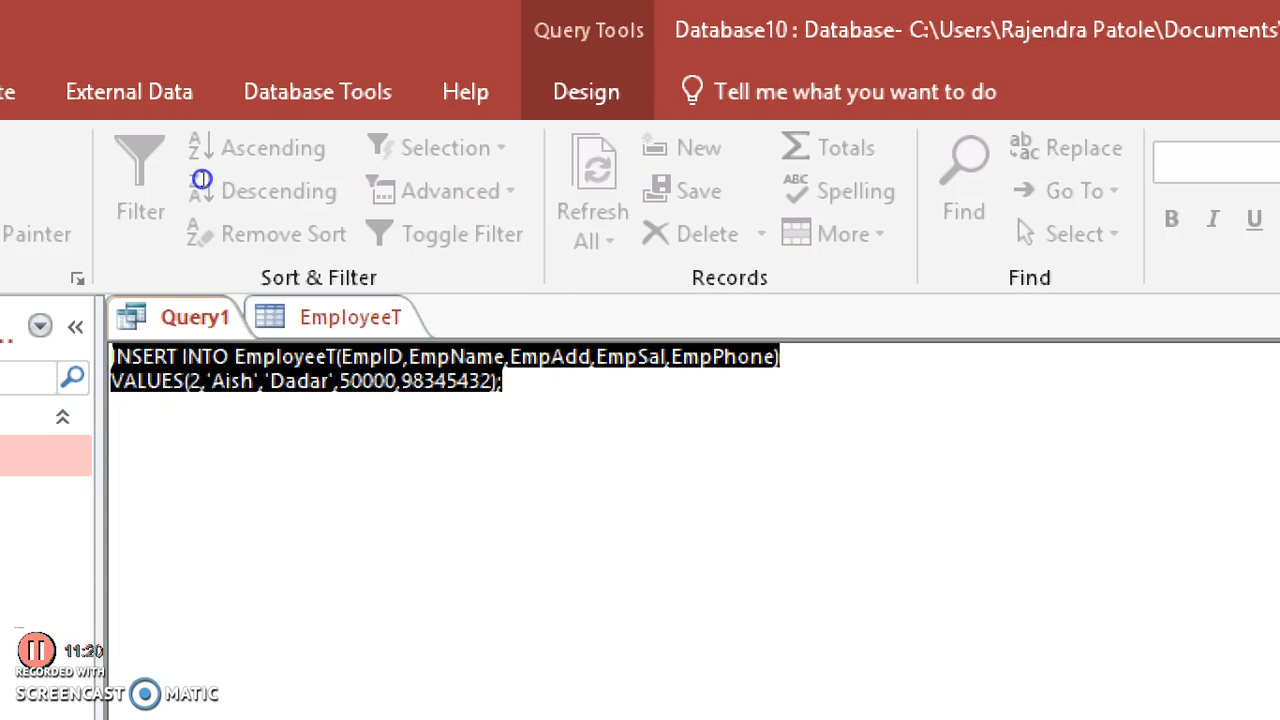 Query Tools
Database10 : Database- C:\Users\Rajendra Patole\Documents\
te External Data Database Tools Help Design Tell me what you want to do
Filter
Ascending
Descending
Remove Sort
Selection
Advanced
Toggle Filter
Refresh
All
New
Save
Delete
Totals
Spelling
More
Find
Replace
Go To
Select
B I U
Painter
Sort & Filter
Records
Find
Query1
EmployeeT
INSERT INTO EmployeeT(EmpID,EmpName,EmpAdd,EmpSal,EmpPhone)
VALUES(2,'Aish','Dadar',50000,98345432);
11:20
RECORDED WITH
SCREENCAST MATIC